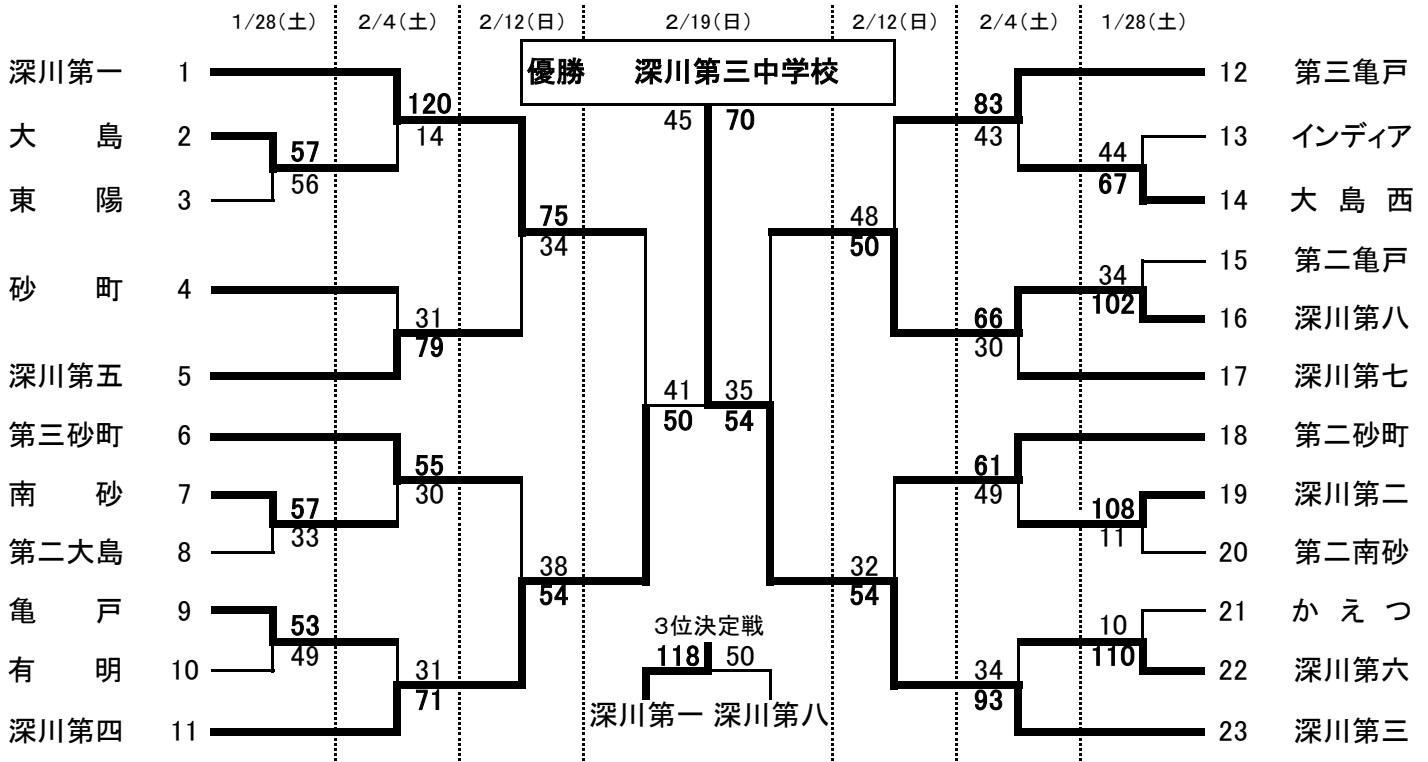 1/28(土) 2/4(土) 2/12(日) 2/19(日) 2/12(日) 2/4(土) 1/28(土)
優勝 深川第三中学校
深川第一 1
12 第三亀戸
120
14
45 70
83
43
大 島 2
57
56
13 インディア
44
67
東 陽 3
14 大 島 西
75
34
48
50
砂 町 4
15 第二亀戸
34
102
16 深川第八
31
79
66
30
深川第五 5
17 深川第七
41
50
35
54
第三砂町 6
18 第二砂町
55
30
61
49
南 砂 7
57
33
19 深川第二
108
11
第二大島 8
20 第二南砂
38
54
32
54
亀 戸 9
53
49
21 かえつ
10
110
有 明 10
22 深川第六
3位決定戦
118 50
深川第一 深川第八
31
71
34
93
深川第四 11
23 深川第三